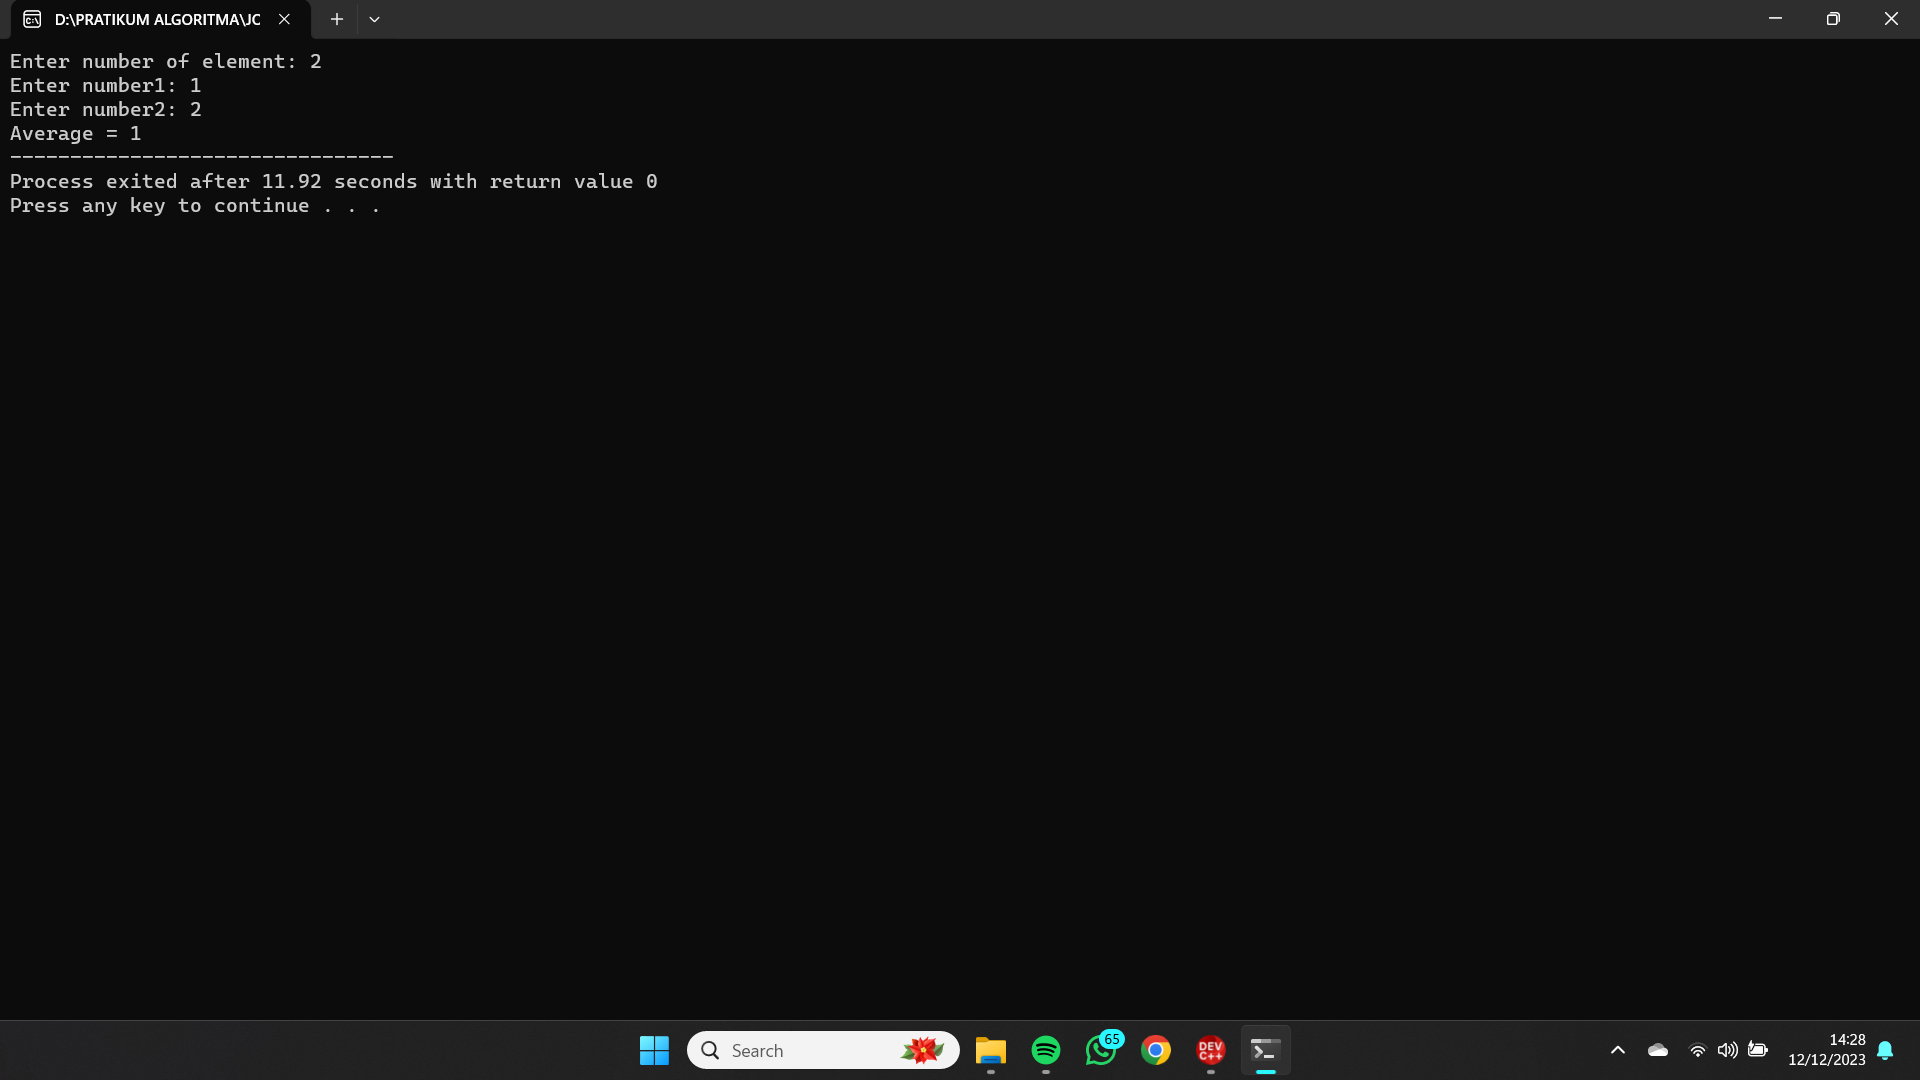 D:\PRATIKUM ALGORITMA\JC
Enter number of element: 2
Enter number1: 1
Enter number2: 2
Average = 1
--------------------------------
Process exited after 11.92 seconds with return value 0
Press any key to continue . . .
Search
65
DEV
C++
14:28
12/12/2023